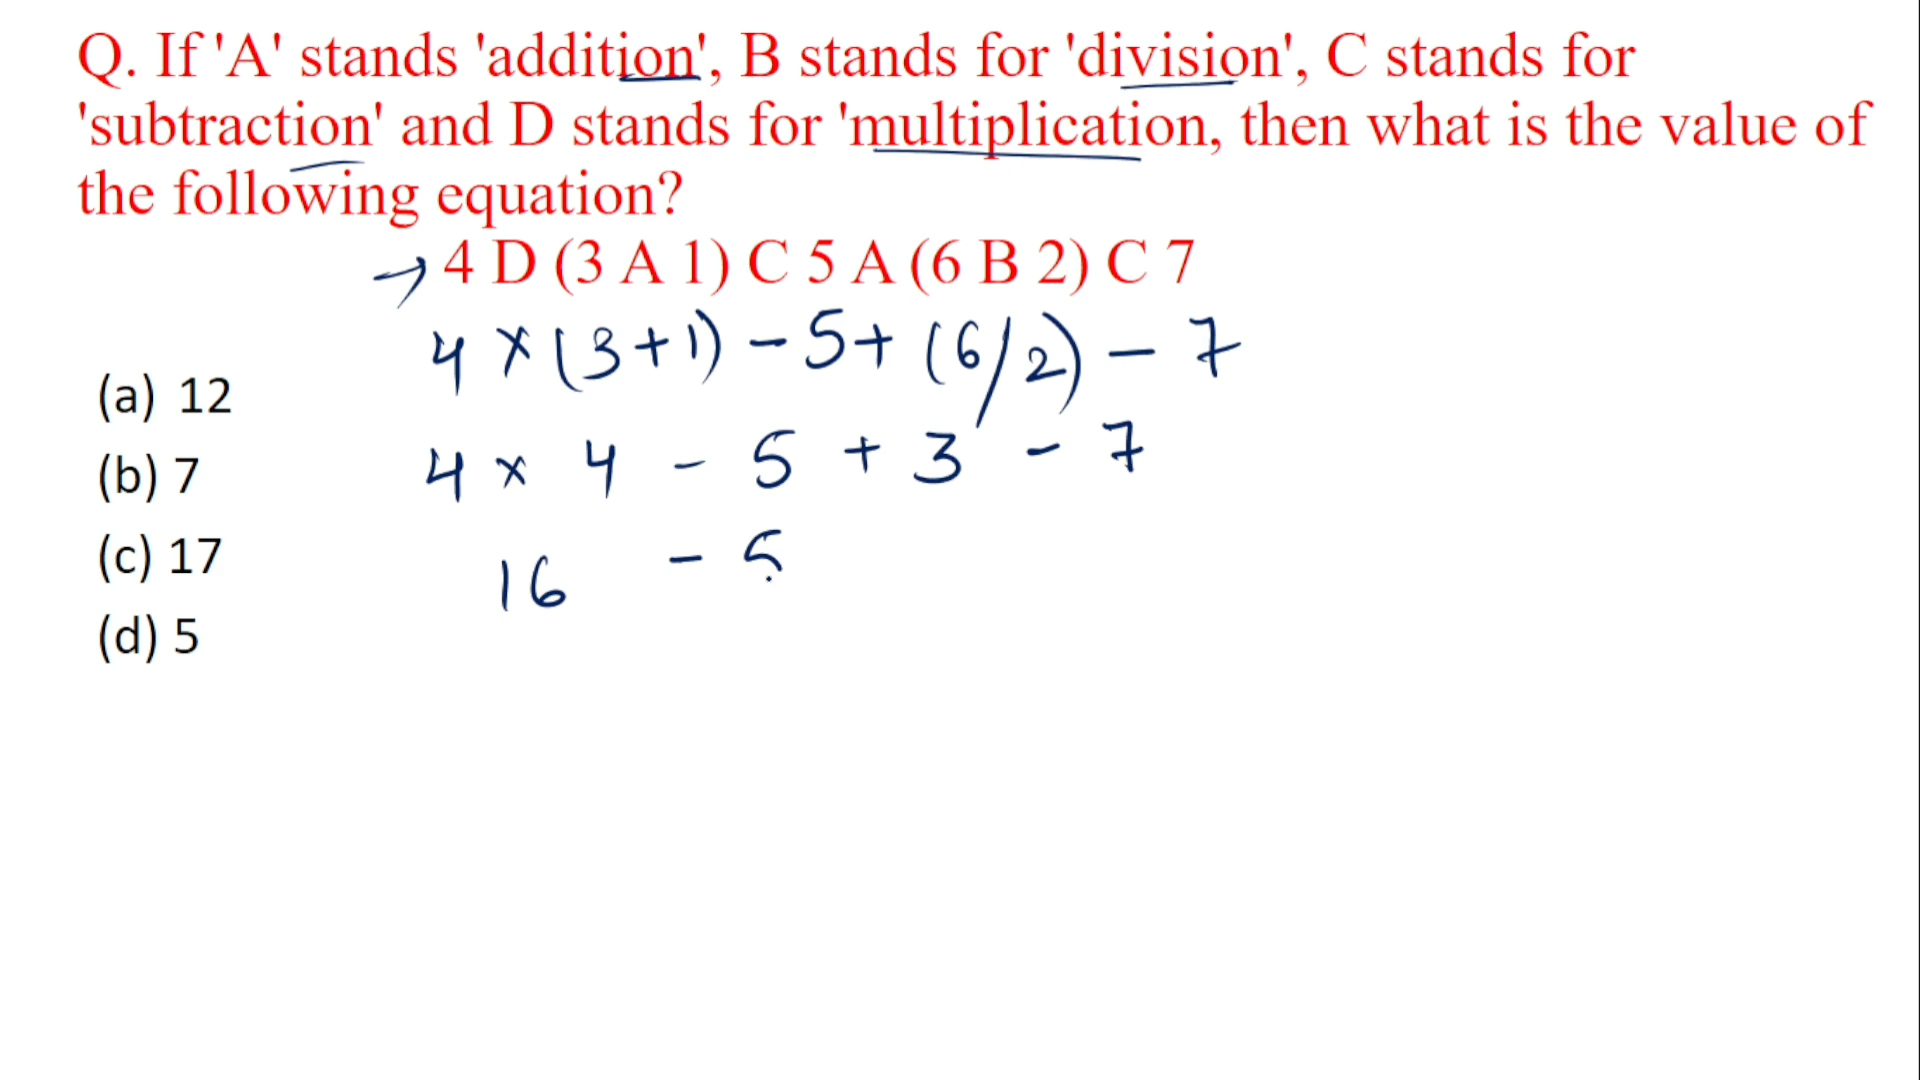 Q. If 'A' stands 'addition', B stands for 'division', C stands for
'subtraction' and D stands for 'multiplication, then what is the value of
the following equation?
4 D (3 A 1) C 5 A (6 B 2) C 7
4 × (3+1) - 5 + (6/2) - 7
(a) 12
4 × 4 - 5 + 3 - 7
(b) 7
(c) 17
16 - 5
(d) 5